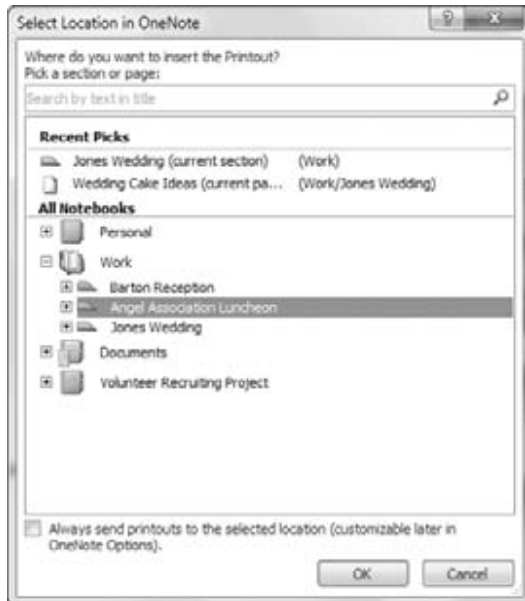 Select Location in OneNote
Where do you want to insert the Printout?
Pick a section or page:
Search by text in title
Recent Picks
Jones Wedding (current section) (Work)
Wedding Cake Ideas (current pa... (Work/Jones Wedding)
All Notebooks
Personal
Work
Barton Reception
Angel Association Luncheon
Jones Wedding
Documents
Volunteer Recruiting Project
Always send printouts to the selected location (customizable later in
OneNote Options).
OK Cancel